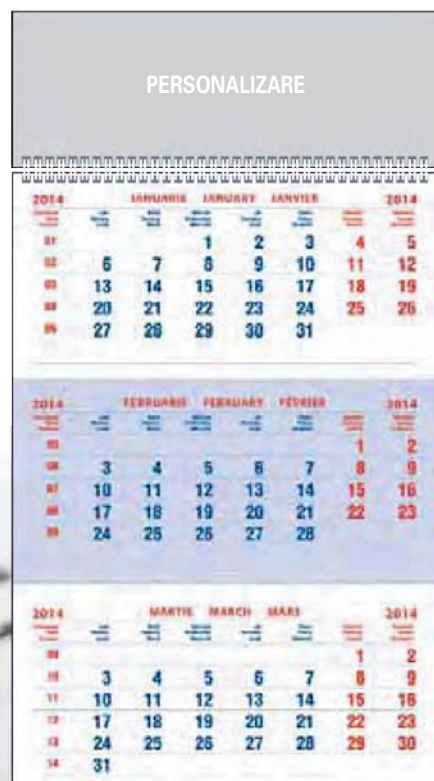 PERSONALIZARE
2014 IANUARIE JANUARY JANVIER 2014
01 1 2 3 4 5
02 6 7 8 9 10 11 12
03 13 14 15 16 17 18 19
04 20 21 22 23 24 25 26
05 27 28 29 30 31
2014 FEBRUARIE FEBRUARY FÉVRIER 2014
05 1 2
06 3 4 5 6 7 8 9
07 10 11 12 13 14 15 16
08 17 18 19 20 21 22 23
09 24 25 26 27 28
2014 MARTIE MARCH MARS 2014
09 1 2
10 3 4 5 6 7 8 9
11 10 11 12 13 14 15 16
12 17 18 19 20 21 22 23
13 24 25 26 27 28 29 30
14 31